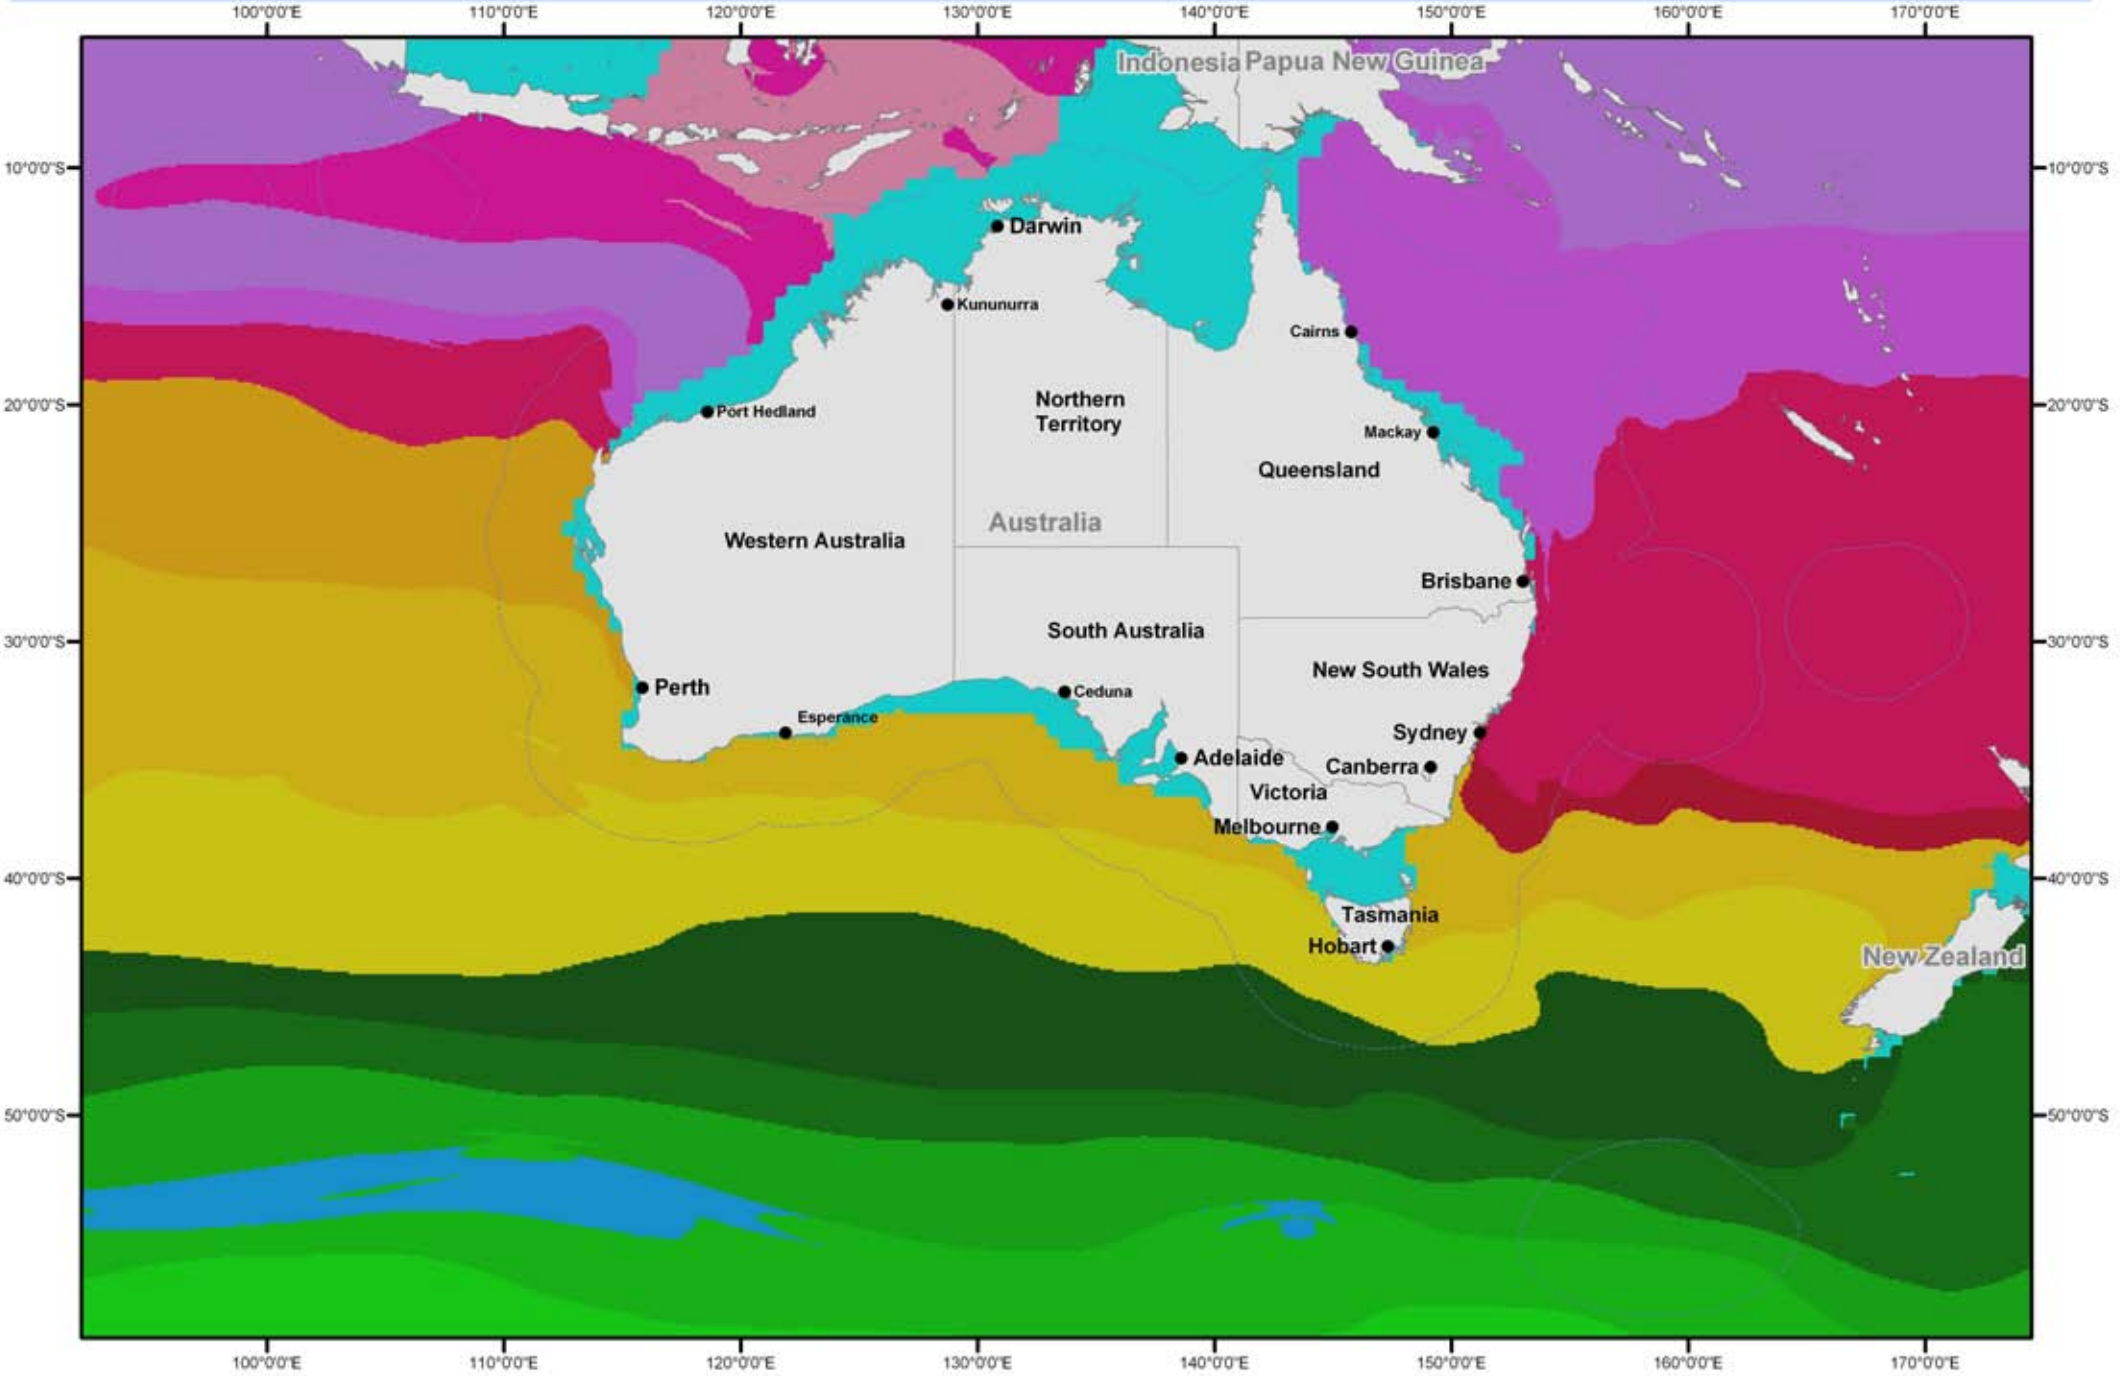 100°0'0"E 110°0'0"E 120°0'0"E 130°0'0"E 140°0'0"E 150°0'0"E 160°0'0"E 170°0'0"E
Indonesia Papua New Guinea
10°0'0"S 10°0'0"S
Darwin
Kununurra
Cairns
Northern
Territory
20°0'0"S 20°0'0"S
Port Hedland
Mackay
Queensland
Australia
Western Australia
Brisbane
South Australia
30°0'0"S 30°0'0"S
New South Wales
Perth
Ceduna
Esperance
Sydney
Adelaide
Canberra
Victoria
Melbourne
40°0'0"S 40°0'0"S
Tasmania
Hobart
New Zealand
50°0'0"S 50°0'0"S
100°0'0"E 110°0'0"E 120°0'0"E 130°0'0"E 140°0'0"E 150°0'0"E 160°0'0"E 170°0'0"E